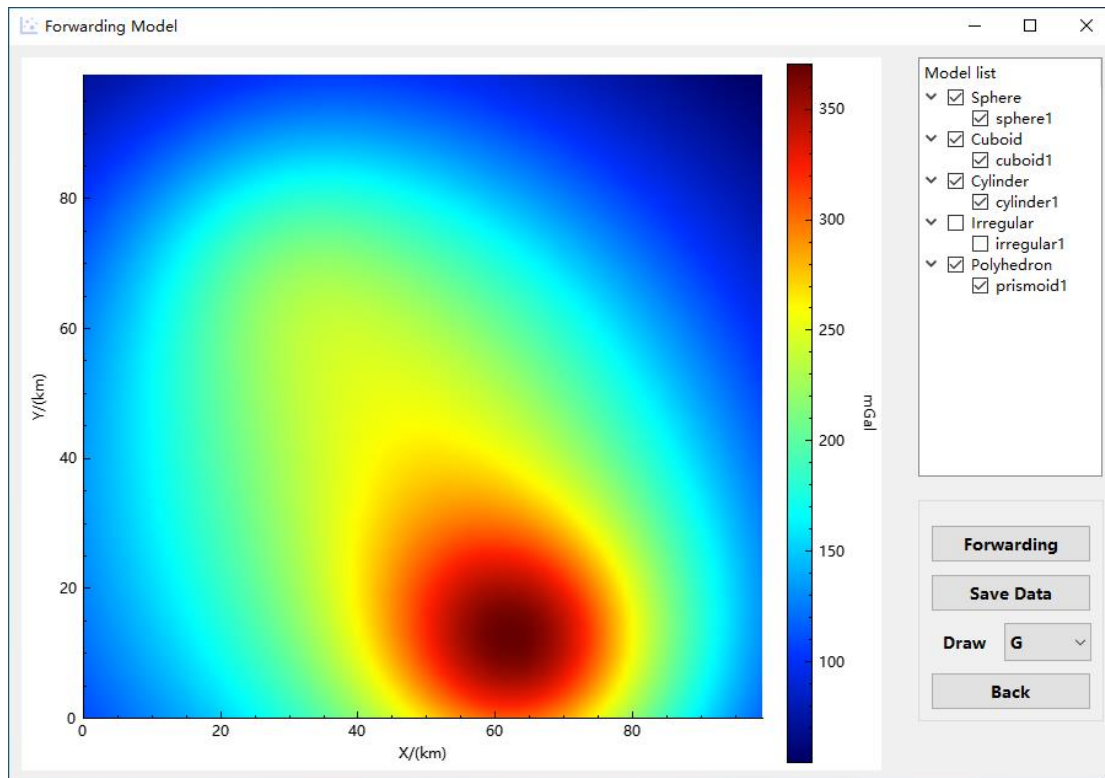 Forwarding Model
80
60
40
20
0
Y/(km)
0 20 40 60 80
X/(km)
350
300
250
200
150
100
mGal
Model list
Sphere
sphere1
Cuboid
cuboid1
Cylinder
cylinder1
Irregular
irregular1
Polyhedron
prismoid1
Forwarding
Save Data
Draw G
Back